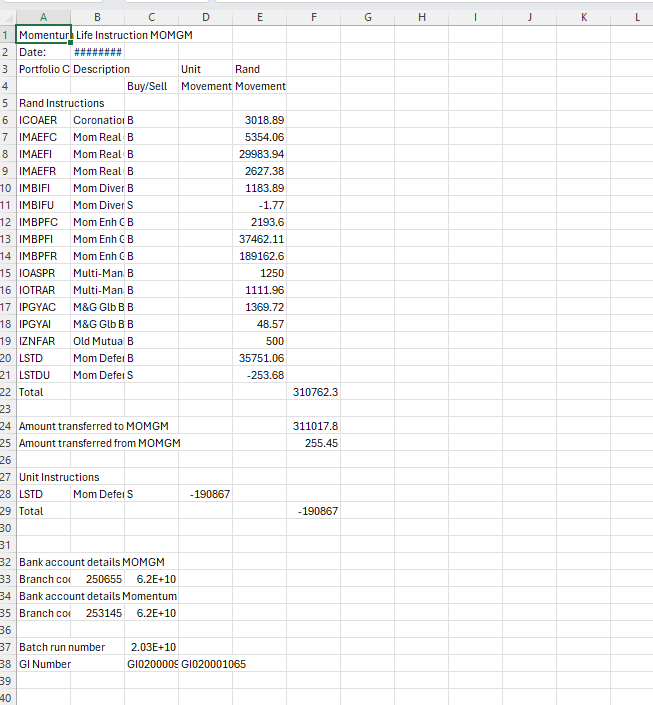 A B C D E F G H I J K L
1 Momentum Life Instruction MOMGM
2 Date: ########
3 Portfolio C Description Unit Rand
4 Buy/Sell Movement Movement
5 Rand Instructions
6 ICOAER Coronation B 3018.89
7 IMAEFC Mom Real B 5354.06
8 IMAEFI Mom Real B 29983.94
9 IMAEFR Mom Real B 2627.38
10 IMBIFI Mom Diver B 1183.89
11 IMBIFU Mom Diver S -1.77
12 IMBPFC Mom Enh G B 2193.6
13 IMBPFI Mom Enh G B 37462.11
14 IMBPFR Mom Enh G B 189162.6
15 IOASPR Multi-Man B 1250
16 IOTRAR Multi-Man B 1111.96
17 IPGYAC M&G Glb B B 1369.72
18 IPGYAI M&G Glb B B 48.57
19 IZNFAR Old Mutual B 500
20 LSTD Mom Defen B 35751.06
21 LSTDU Mom Defen S -253.68
22 Total 310762.3
23
24 Amount transferred to MOMGM 311017.8
25 Amount transferred from MOMGM 255.45
26
27 Unit Instructions
28 LSTD Mom Defen S -190867
29 Total -190867
30
31
32 Bank account details MOMGM
33 Branch cod 250655 6.2E+10
34 Bank account details Momentum
35 Branch cod 253145 6.2E+10
36
37 Batch run number 2.03E+10
38 GI Number GI0200009 GI020001065
39
40